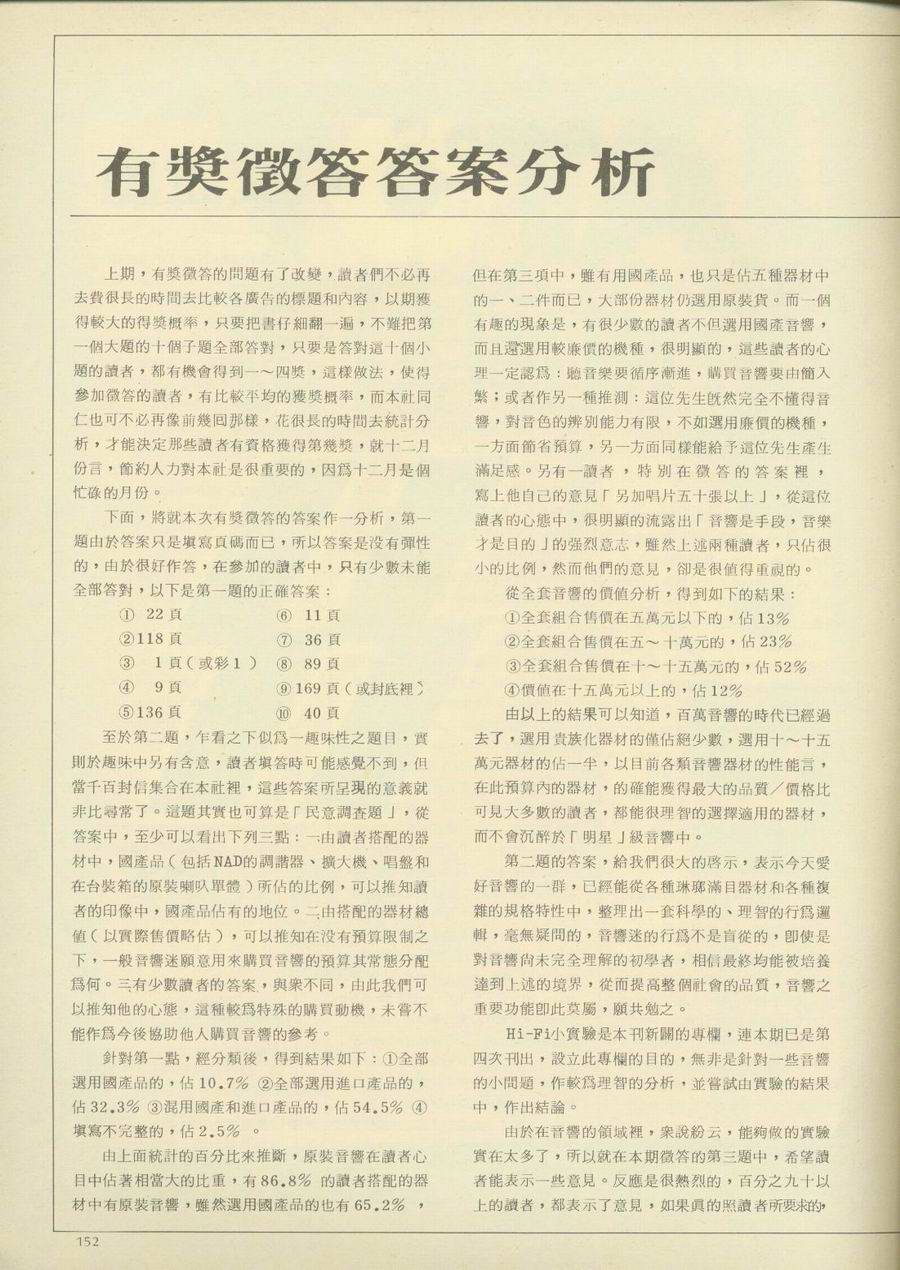 有獎徵答答案分析
上期，有獎徵答的問題有了改變，讀者們不必再
去費很長的時間去比較各廣告的標題和內容，以期獲
得較大的得獎概率，只要把書仔細翻一遍，不難把第
一個大題的十個子題全部答對，只要是答對這十個小
題的讀者，都有機會得到一～四獎，這樣做法，使得
參加徵答的讀者，有比較平均的獲獎概率，而本社同
仁也可不必再像前幾囘那樣，花很長的時間去統計分
析，才能決定那些讀者有資格獲得第幾獎，就十二月
份言，節約人力對本社是很重要的，因爲十二月是個
忙碌的月份。
下面，將就本次有獎徵答的答案作一分析，第一
題由於答案只是塡寫頁碼而已，所以答案是没有彈性
的，由於很好作答，在參加的讀者中，只有少數未能
全部答對，以下是第一題的正確答案：
① 22 頁 ⑥ 11 頁
②118 頁 ⑦ 36 頁
③ 1 頁（或彩 1 ） ⑧ 89 頁
④ 9 頁 ⑨ 169 頁（或封底裡）
⑤136 頁 ⑩ 40 頁
至於第二題，乍看之下似爲一趣味性之題目，實
則於趣味中另有含意，讀者塡答時可能感覺不到，但
當千百封信集合在本社裡，這些答案所呈現的意義就
非比尋常了。這題其實也可算是「民意調查題」，從
答案中，至少可以看出下列三點：一.由讀者搭配的器
材中，國產品（包括NAD的調諧器、擴大機、唱盤和
在台裝箱的原裝喇叭單體）所佔的比例，可以推知讀
者的印像中，國產品佔有的地位。二.由搭配的器材總
值（以實際售價略估），可以推知在没有預算限制之
下，一般音響迷願意用來購買音響的預算其常態分配
爲何。三有少數讀者的答案，與衆不同，由此我們可
以推知他的心態，這種較爲特殊的購買動機，未嘗不
能作爲今後協助他人購買音響的參考。
針對第一點，經分類後，得到結果如下：①全部
選用國產品的，佔 10.7％ ②全部選用進口產品的，
佔 32.3％ ③混用國產和進口產品的，佔 54.5％ ④
塡寫不完整的，佔 2.5％ 。
由上面統計的百分比來推斷，原裝音響在讀者心
目中佔著相當大的比重，有 86.8％ 的讀者搭配的器
材中有原裝音響，雖然選用國產品的也有 65.2％ ，
但在第三項中，雖有用國產品，也只是佔五種器材中
的一、二件而已，大部份器材仍選用原裝貨。而一個
有趣的現象是，有很少數的讀者不但選用國產音響，
而且還選用較廉價的機種，很明顯的，這些讀者的心
理一定認爲：聽音樂要循序漸進，購買音響要由簡入
繁；或者作另一種推測：這位先生旣然完全不懂得音
響，對音色的辨別能力有限，不如選用廉價的機種，
一方面節省預算，另一方面同樣能給予這位先生產生
滿足感。另有一讀者，特別在徵答的答案裡，
寫上他自己的意見「另加唱片五十張以上」，從這位
讀者的心態中，很明顯的流露出「音響是手段，音樂
才是目的」的强烈意志，雖然上述兩種讀者，只佔很
小的比例，然而他們的意見，卻是很値得重視的。
從全套音響的價値分析，得到如下的結果：
①全套組合售價在五萬元以下的，佔 13％
②全套組合售價在五～十萬元的，佔 23％
③全套組合售價在十～十五萬元的，佔 52％
④價値在十五萬元以上的，佔 12％
由以上的結果可以知道，百萬音響的時代已經過
去了，選用貴族化器材的僅佔絕少數，選用十～十五
萬元器材的佔一半，以目前各類音響器材的性能言，
在此預算內的器材，的確能獲得最大的品質／價格比
可見大多數的讀者，都能很理智的選擇適用的器材，
而不會沉醉於「明星」級音響中。
第二題的答案，給我們很大的啓示，表示今天愛
好音響的一群，已經能從各種琳瑯滿目器材和各種複
雜的規格特性中，整理出一套科學的、理智的行爲邏
輯，毫無疑問的，音響迷的行爲不是盲從的，卽使是
對音響尙未完全理解的初學者，相信最終均能被培養
達到上述的境界，從而提高整個社會的品質，音響之
重要功能卽此莫屬，願共勉之。
Hi-Fi小實驗是本刊新闢的專欄，連本期已是第
四次刊出，設立此專欄的目的，無非是針對一些音響
的小問題，作較爲理智的分析，並嘗試由實驗的結果
中，作出結論。
由於在音響的領域裡，衆說紛云，能夠做的實驗
實在太多了，所以就在本期徵答的第三題中，希望讀
者能表示一些意見。反應是很熱烈的，百分之九十以
上的讀者，都表示了意見，如果眞的照讀者所要求的，
152